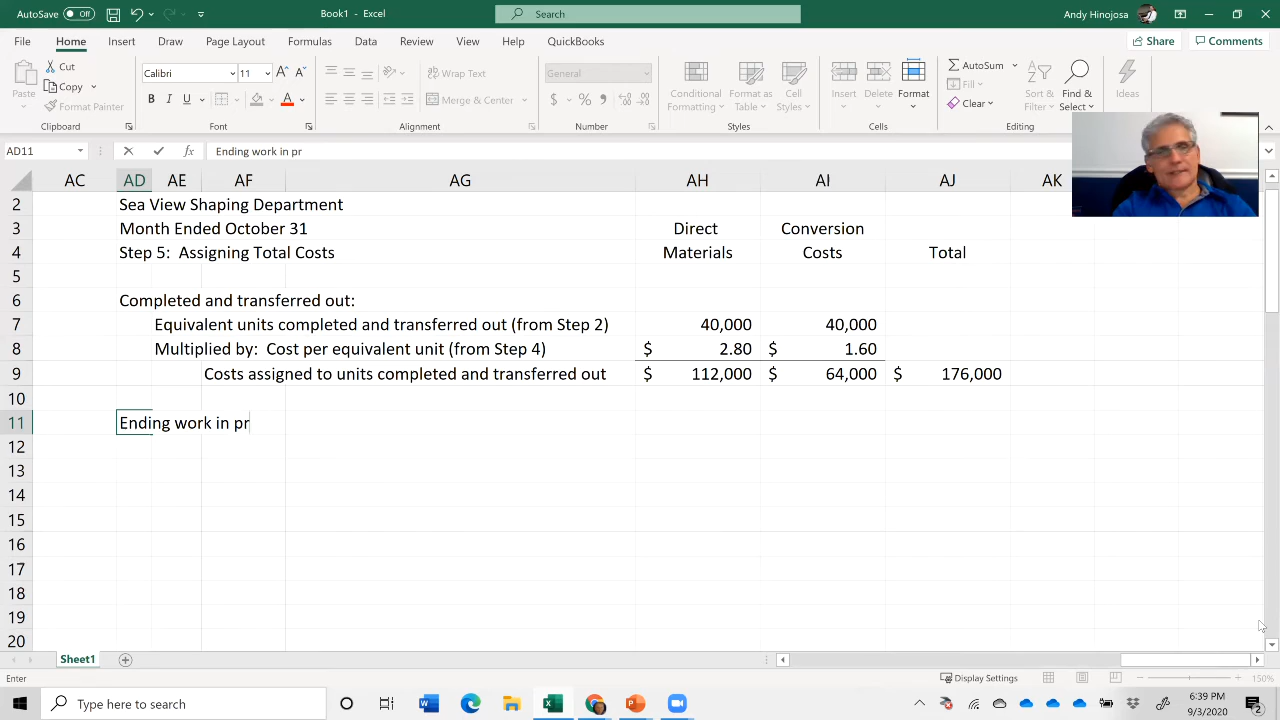 AutoSave Off Book1 - Excel Search Andy Hinojosa
File Home Insert Formulas Data Review View Help QuickBooks Share Comments
Paste Cut Copy Format Painter Clipboard
Calibri 11 B I U Font
Wrap Text Merge & Center Alignment
General $ % Number
Conditional Formatting Format as Table Cell Styles Styles
Insert Delete Format Cells
AutoSum Fill Clear Sort & Filter Find & Select Editing
Ideas
AD11 fx Ending work in pr
AC AD AE AF AG AH AI AJ AK
2 Sea View Shaping Department
3 Month Ended October 31 Direct Conversion
4 Step 5: Assigning Total Costs Materials Costs Total
5
6 Completed and transferred out:
7 Equivalent units completed and transferred out (from Step 2) 40,000 40,000
8 Multiplied by: Cost per equivalent unit (from Step 4) $ 2.80 $ 1.60
9 Costs assigned to units completed and transferred out $ 112,000 $ 64,000 $ 176,000
10
11 Ending work in pr
12
13
14
15
16
17
18
19
20
Sheet1
Enter Display Settings 150%
Type here to search 6:39 PM
9/3/2020 2